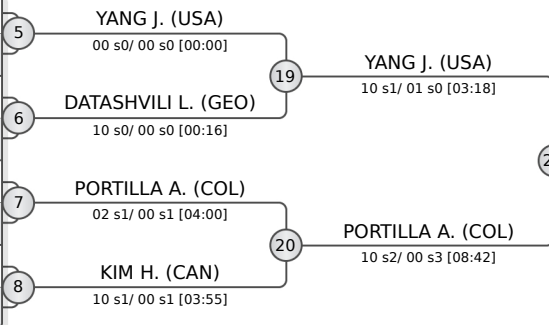 5
YANG J. (USA)
00 s0/ 00 s0 [00:00]
19
YANG J. (USA)
10 s1/ 01 s0 [03:18]
6
DATASHVILI L. (GEO)
10 s0/ 00 s0 [00:16]
7
PORTILLA A. (COL)
02 s1/ 00 s1 [04:00]
20
PORTILLA A. (COL)
10 s2/ 00 s3 [08:42]
8
KIM H. (CAN)
10 s1/ 00 s1 [03:55]